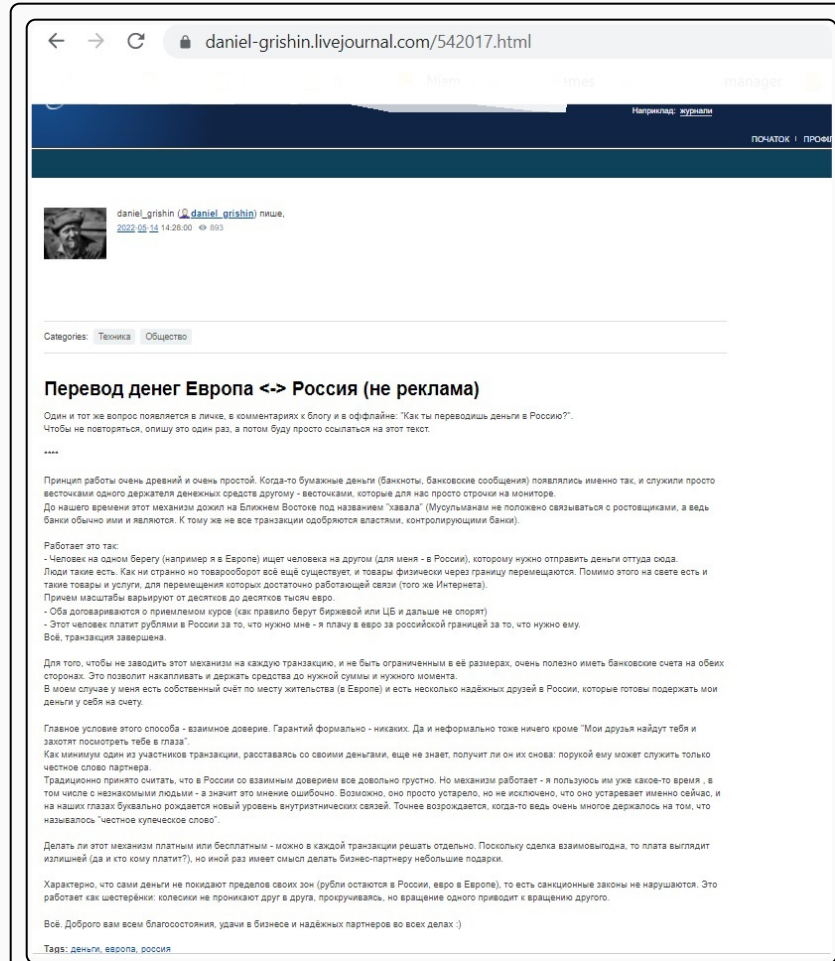 daniel-grishin.livejournal.com/542017.html
Miam
manager
Наприклад: журнали
ПОЧАТОК | ПРОФІ
daniel_grishin (daniel_grishin) пише,
2022-05-14 14:28:00 893
Categories: Техника Общество
Перевод денег Европа <-> Россия (не реклама)
Один и тот же вопрос появляется в личке, в комментариях к блогу и в оффлайне: "Как ты переводишь деньги в Россию?".
Чтобы не повторяться, опишу это один раз, а потом буду просто ссылаться на этот текст.
****
Принцип работы очень древний и очень простой. Когда-то бумажные деньги (банкноты, банковские сообщения) появлялись именно так, и служили просто
весточками одного держателя денежных средств другому - весточками, которые для нас просто строчки на мониторе.
До нашего времени этот механизм дожил на Ближнем Востоке под названием "хавала" (Мусульманам не положено связываться с ростовщиками, а ведь
банки обычно ими и являются. К тому же не все транзакции одобряются властями, контролирующими банки).
Работает это так:
- Человек на одном берегу (например я в Европе) ищет человека на другом (для меня - в России), которому нужно отправить деньги оттуда сюда.
Люди такие есть. Как ни странно но товарооборот всё ещё существует, и товары физически через границу перемещаются. Помимо этого на свете есть и
такие товары и услуги, для перемещения которых достаточно работающей связи (того же Интернета).
Причем масштабы варьируют от десятков до десятков тысяч евро.
- Оба договариваются о приемлемом курсе (как правило берут биржевой или ЦБ и дальше не спорят)
- Этот человек платит рублями в России за то, что нужно мне - я плачу в евро за российской границей за то, что нужно ему.
Всё, транзакция завершена.
Для того, чтобы не заводить этот механизм на каждую транзакцию, и не быть ограниченным в её размерах, очень полезно иметь банковские счета на обеих
сторонах. Это позволит накапливать и держать средства до нужной суммы и нужного момента.
В моем случае у меня есть собственный счёт по месту жительства (в Европе) и есть несколько надёжных друзей в России, которые готовы подержать мои
деньги у себя на счету.
Главное условие этого способа - взаимное доверие. Гарантий формально - никаких. Да и неформально тоже ничего кроме "Мои друзья найдут тебя и
захотят посмотреть тебе в глаза".
Как минимум один из участников транзакции, расставаясь со своими деньгами, еще не знает, получит ли он их снова: порукой ему может служить только
честное слово партнера.
Традиционно принято считать, что в России со взаимным доверием все довольно грустно. Но механизм работает - я пользуюсь им уже какое-то время , в
том числе с незнакомыми людьми - а значит это мнение ошибочно. Возможно, оно просто устарело, но не исключено, что оно устаревает именно сейчас, и
на наших глазах буквально рождается новый уровень внутриэтнических связей. Точнее возрождается, когда-то ведь очень многое держалось на том, что
называлось "честное купеческое слово".
Делать ли этот механизм платным или бесплатным - можно в каждой транзакции решать отдельно. Поскольку сделка взаимовыгодна, то плата выглядит
излишней (да и кто кому платит?), но иной раз имеет смысл делать бизнес-партнеру небольшие подарки.
Характерно, что сами деньги не покидают пределов своих зон (рубли остаются в России, евро в Европе), то есть санкционные законы не нарушаются. Это
работает как шестерёнки: колесики не проникают друг в друга, прокручиваясь, но вращение одного приводит к вращению другого.
Всё. Доброго вам всем благосостояния, удачи в бизнесе и надёжных партнеров во всех делах :)
Tags: деньги, европа, россия